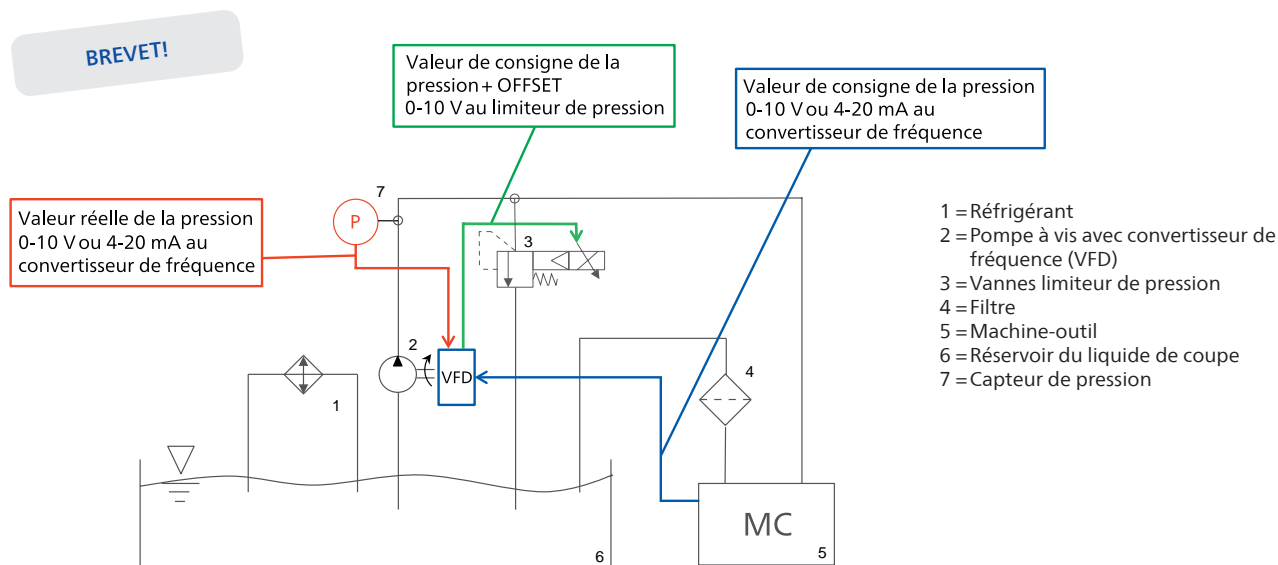 BREVET!
Valeur de consigne de la
pression + OFFSET
0-10 V au limiteur de pression
Valeur de consigne de la pression
0-10 V ou 4-20 mA au
convertisseur de fréquence
Valeur réelle de la pression
0-10 V ou 4-20 mA au
convertisseur de fréquence
7
P
3
2
VFD
1
4
MC
5
6
1 = Réfrigérant
2 = Pompe à vis avec convertisseur de
fréquence (VFD)
3 = Vannes limiteur de pression
4 = Filtre
5 = Machine-outil
6 = Réservoir du liquide de coupe
7 = Capteur de pression